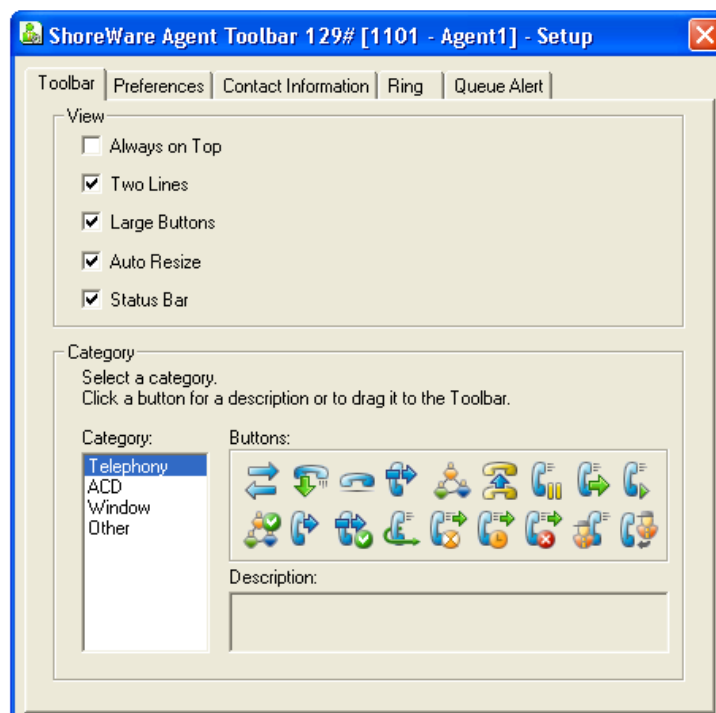 ShoreWare Agent Toolbar 129# [1101 - Agent1] - Setup
Toolbar Preferences Contact Information Ring Queue Alert
View
Always on Top
Two Lines
Large Buttons
Auto Resize
Status Bar
Category
Select a category.
Click a button for a description or to drag it to the Toolbar.
Category: Buttons:
Telephony
ACD
Window
Other
Description: